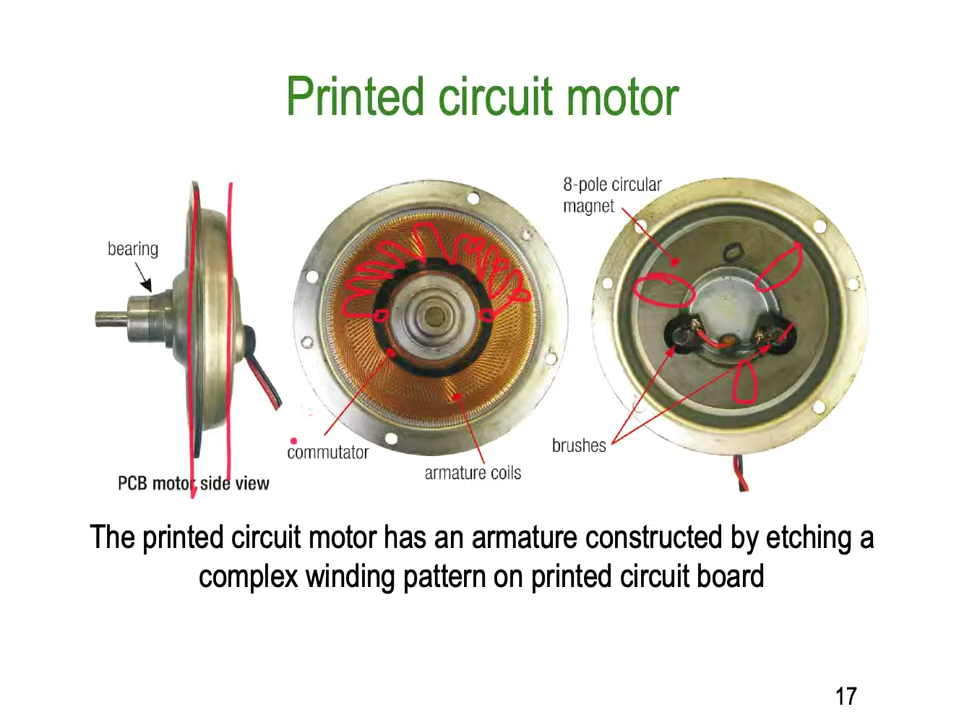 Printed circuit motor
8-pole circular
magnet
bearing
commutator
armature coils
brushes
PCB motor side view
The printed circuit motor has an armature constructed by etching a
complex winding pattern on printed circuit board
17